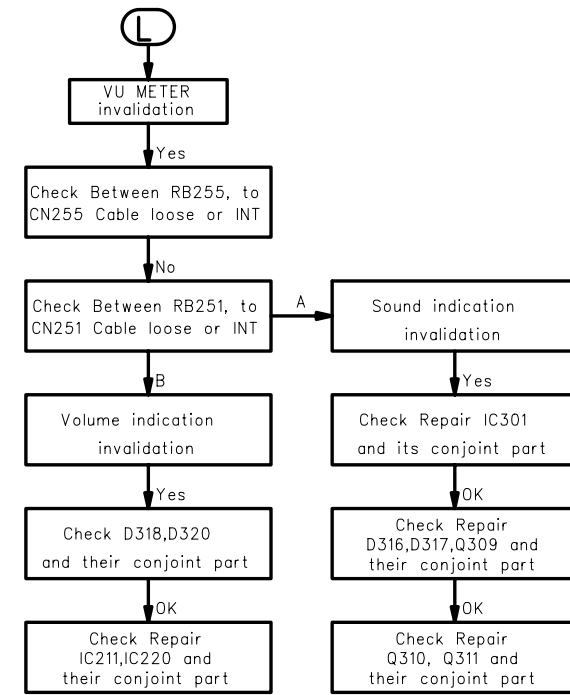 L
VU METER
invalidation
Yes
Check Between RB255, to
CN255 Cable loose or INT
No
Check Between RB251, to
CN251 Cable loose or INT
A
Sound indication
invalidation
B
Yes
Volume indication
invalidation
Check Repair IC301
and its conjoint part
Yes
OK
Check D318,D320
and their conjoint part
Check Repair
D316,D317,Q309 and
their conjoint part
OK
OK
Check Repair
IC211,IC220 and
their conjoint part
Check Repair
Q310, Q311 and
their conjoint part